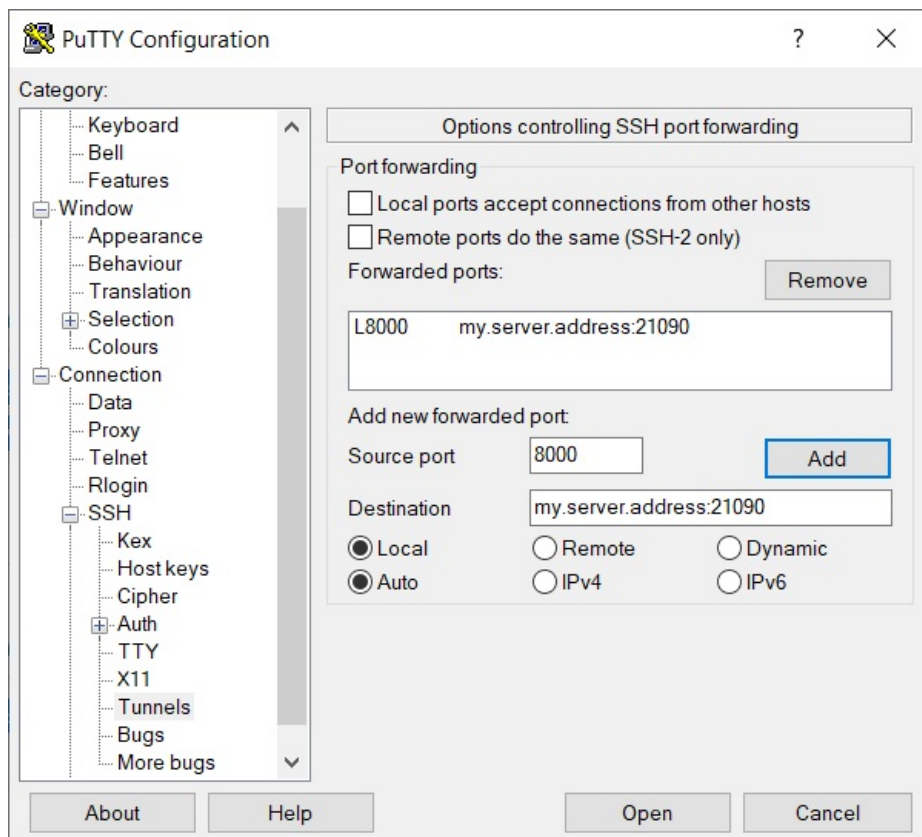 PuTTY Configuration
?
Category:
Keyboard
Bell
Features
Window
Appearance
Behaviour
Translation
Selection
Colours
Connection
Data
Proxy
Telnet
Rlogin
SSH
Kex
Host keys
Cipher
Auth
TTY
X11
Tunnels
Bugs
More bugs
Options controlling SSH port forwarding
Port forwarding
Local ports accept connections from other hosts
Remote ports do the same (SSH-2 only)
Forwarded ports:
Remove
L8000 my.server.address:21090
Add new forwarded port:
Source port 8000 Add
Destination my.server.address:21090
Local Remote Dynamic
Auto IPv4 IPv6
About Help Open Cancel